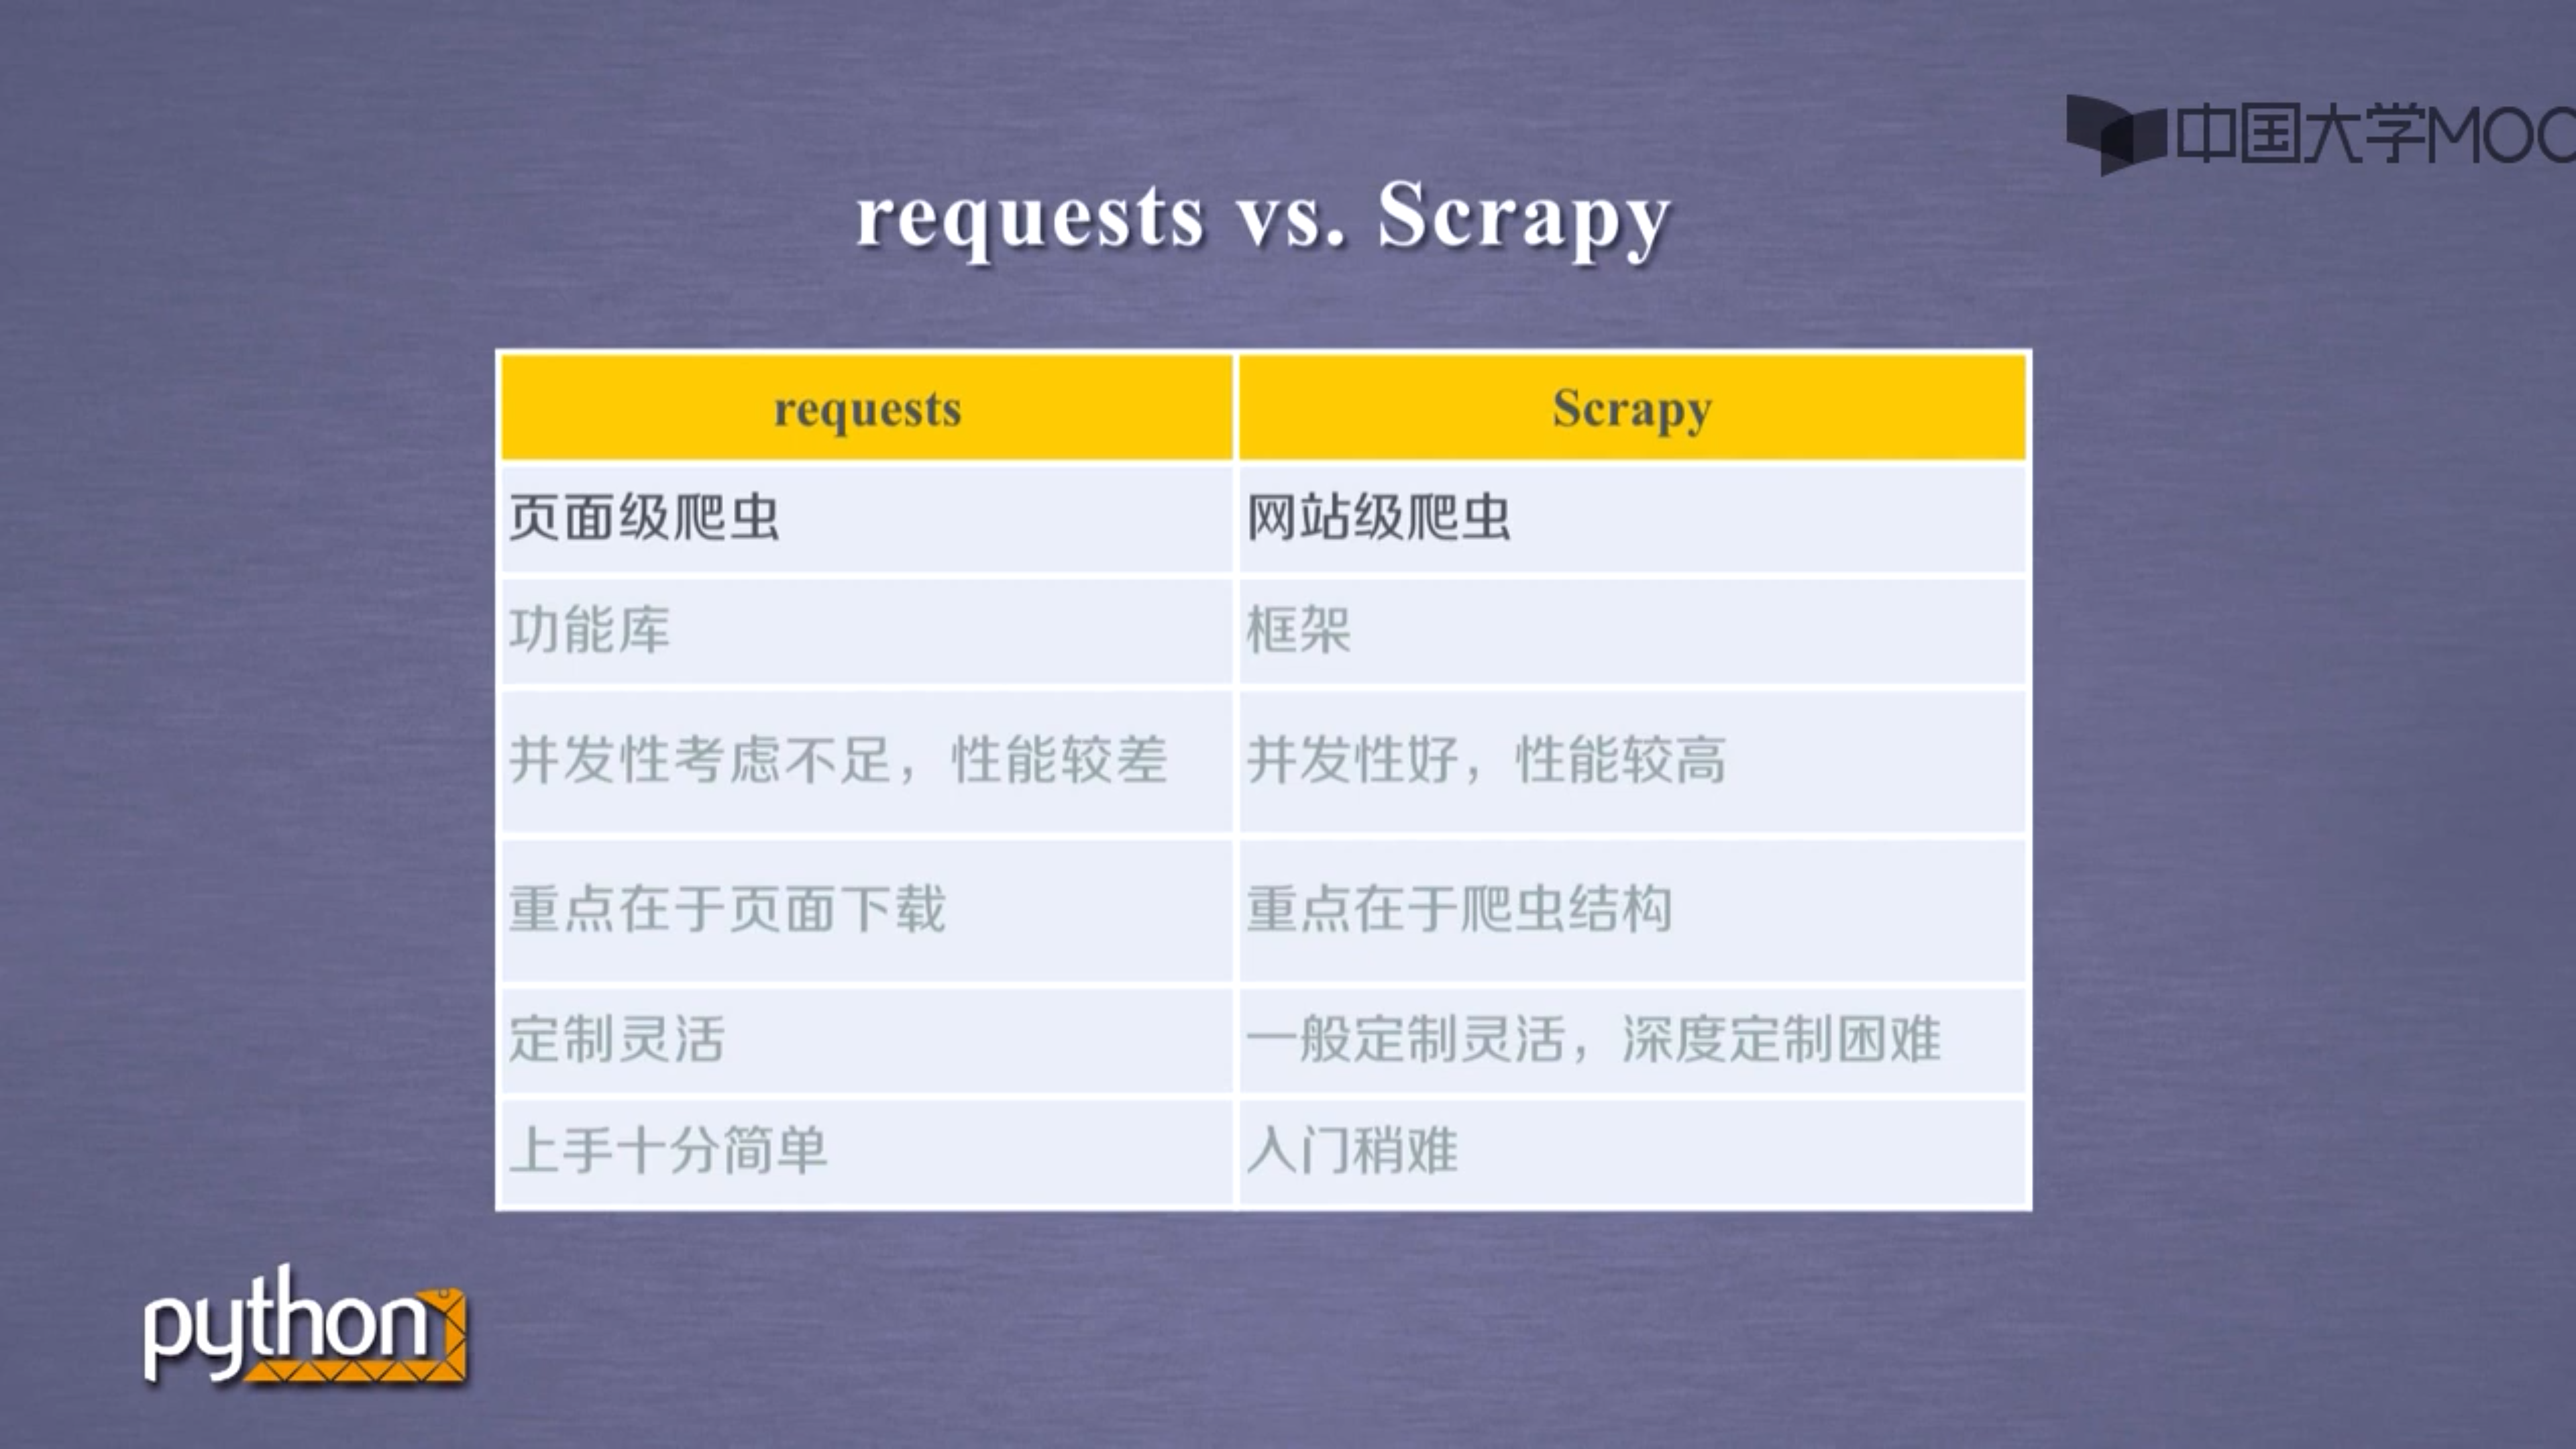 中国大学MOO
requests vs. Scrapy
requests
Scrapy
页面级爬虫
网站级爬虫
功能库
框架
并发性考虑不足，性能较差
并发性好，性能较高
重点在于页面下载
重点在于爬虫结构
定制灵活
一般定制灵活，深度定制困难
上手十分简单
入门稍难
python